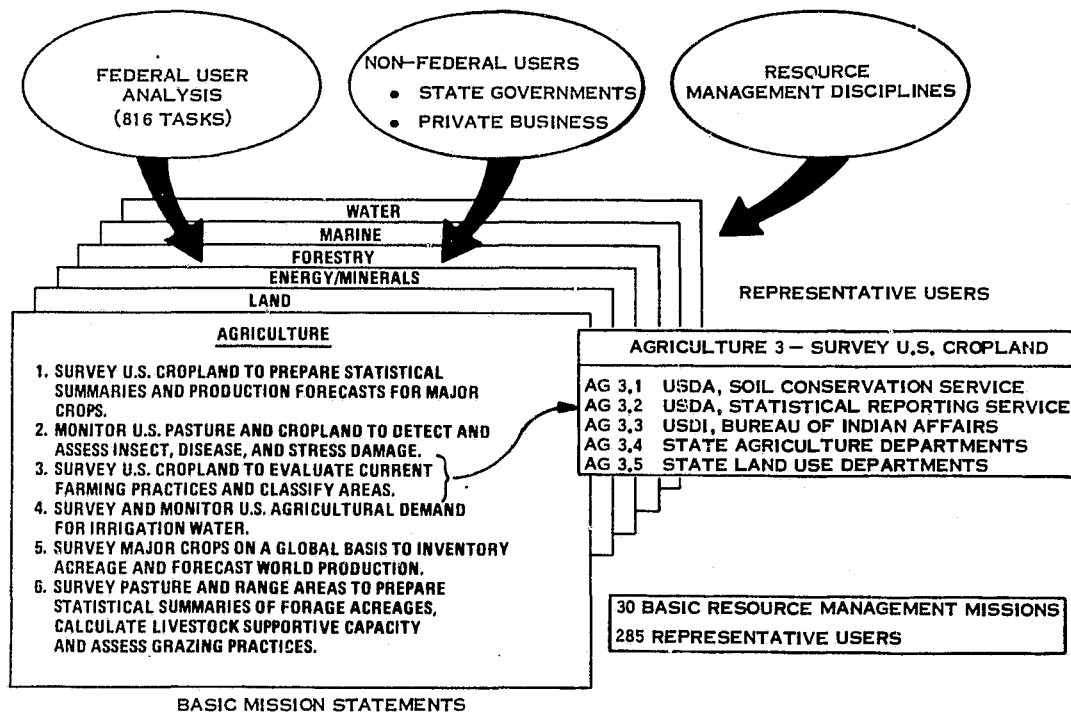 FEDERAL USER
ANALYSIS
(816 TASKS)
NON-FEDERAL USERS
• STATE GOVERNMENTS
• PRIVATE BUSINESS
RESOURCE
MANAGEMENT DISCIPLINES
WATER
MARINE
FORESTRY
ENERGY/MINERALS
LAND
AGRICULTURE
1. SURVEY U.S. CROPLAND TO PREPARE STATISTICAL
SUMMARIES AND PRODUCTION FORECASTS FOR MAJOR
CROPS.
2. MONITOR U.S. PASTURE AND CROPLAND TO DETECT AND
ASSESS INSECT, DISEASE, AND STRESS DAMAGE.
3. SURVEY U.S. CROPLAND TO EVALUATE CURRENT
FARMING PRACTICES AND CLASSIFY AREAS.
4. SURVEY AND MONITOR U.S. AGRICULTURAL DEMAND
FOR IRRIGATION WATER.
5. SURVEY MAJOR CROPS ON A GLOBAL BASIS TO INVENTORY
ACREAGE AND FORECAST WORLD PRODUCTION.
6. SURVEY PASTURE AND RANGE AREAS TO PREPARE
STATISTICAL SUMMARIES OF FORAGE ACREAGES,
CALCULATE LIVESTOCK SUPPORTIVE CAPACITY
AND ASSESS GRAZING PRACTICES.
BASIC MISSION STATEMENTS
REPRESENTATIVE USERS
AGRICULTURE 3 – SURVEY U.S. CROPLAND
AG 3.1 USDA, SOIL CONSERVATION SERVICE
AG 3.2 USDA, STATISTICAL REPORTING SERVICE
AG 3.3 USDI, BUREAU OF INDIAN AFFAIRS
AG 3.4 STATE AGRICULTURE DEPARTMENTS
AG 3.5 STATE LAND USE DEPARTMENTS
30 BASIC RESOURCE MANAGEMENT MISSIONS
285 REPRESENTATIVE USERS